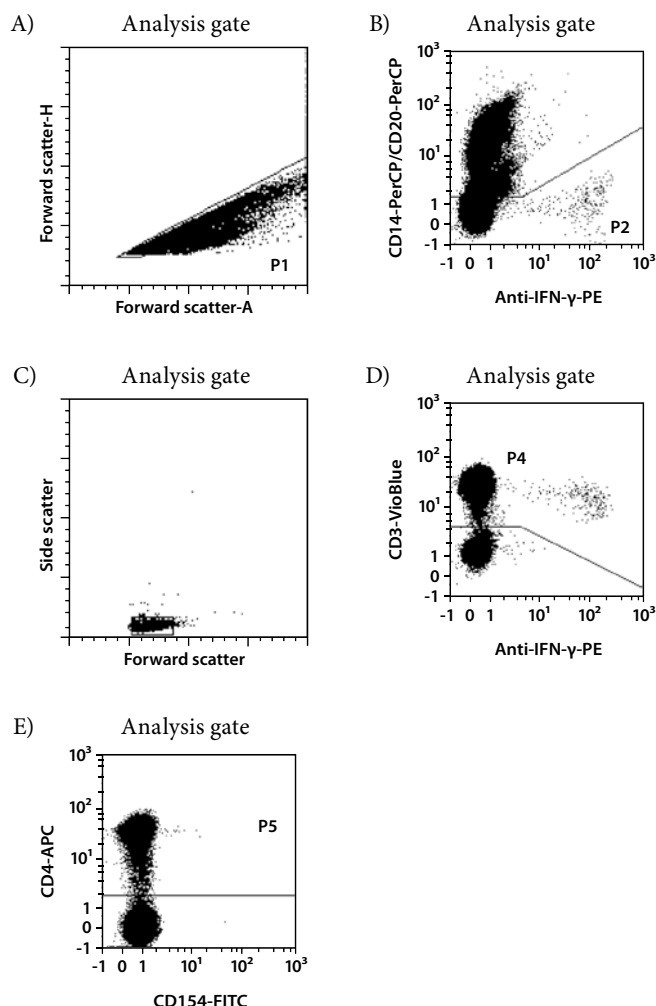 A) Analysis gate
Forward scatter-H
P1
Forward scatter-A
B) Analysis gate
CD14-PerCP/CD20-PerCP
10³
10²
10¹
1
0
-1
P2
-1 0 1 10¹ 10² 10³
Anti-IFN-γ-PE
C) Analysis gate
Side scatter
Forward scatter
D) Analysis gate
CD3-VioBlue
10³
10²
10¹
1
0
-1
P4
-1 0 1 10¹ 10² 10³
Anti-IFN-γ-PE
E) Analysis gate
CD4-APC
10³
10²
10¹
1
0
-1
P5
-1 0 1 10¹ 10² 10³
CD154-FITC